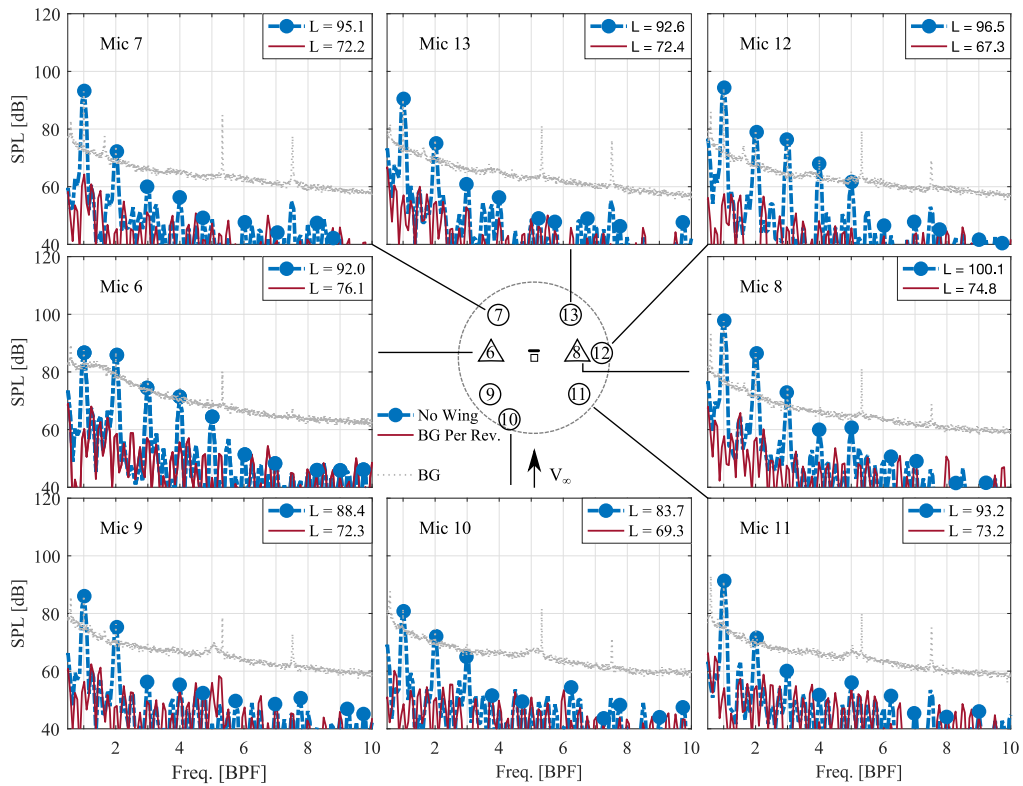 120
100
80
60
40
SPL [dB]
Mic 7
L = 95.1
L = 72.2
Mic 13
L = 92.6
L = 72.4
Mic 12
L = 96.5
L = 67.3
120
100
80
60
40
SPL [dB]
Mic 6
L = 92.0
L = 76.1
7
13
6
8
12
9
11
10
No Wing
BG Per Rev.
BG
V∞
Mic 8
L = 100.1
L = 74.8
120
100
80
60
40
SPL [dB]
Mic 9
L = 88.4
L = 72.3
2 4 6 8 10
Freq. [BPF]
Mic 10
L = 83.7
L = 69.3
2 4 6 8 10
Freq. [BPF]
Mic 11
L = 93.2
L = 73.2
2 4 6 8 10
Freq. [BPF]